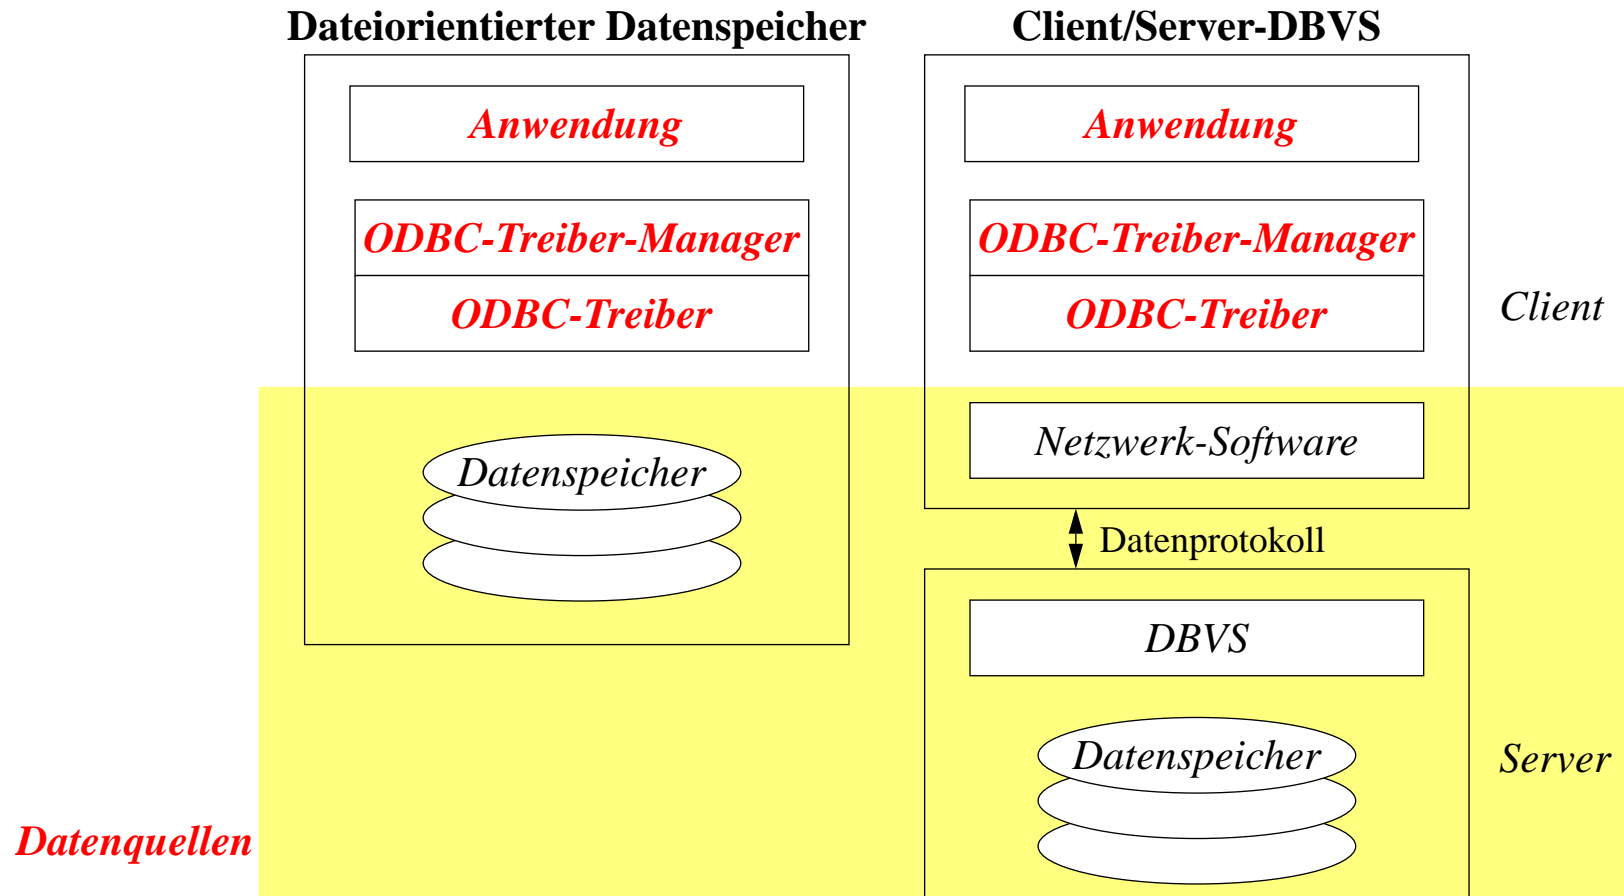 Dateiorientierter Datenspeicher
Client/Server-DBVS
Anwendung
Anwendung
ODBC-Treiber-Manager
ODBC-Treiber-Manager
ODBC-Treiber
ODBC-Treiber
Client
Netzwerk-Software
Datenspeicher
Datenprotokoll
DBVS
Datenspeicher
Server
Datenquellen